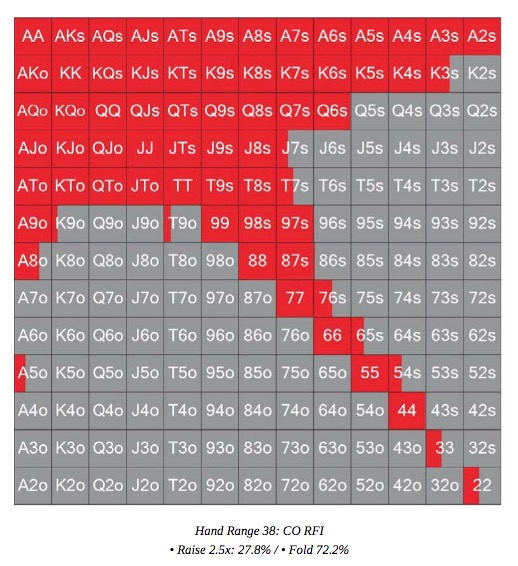 AA AKs AQs AJs ATs A9s A8s A7s A6s A5s A4s A3s A2s
AKo KK KQs KJs KTs K9s K8s K7s K6s K5s K4s K3s K2s
AQo KQo QQ QJs QTs Q9s Q8s Q7s Q6s Q5s Q4s Q3s Q2s
AJo KJo QJo JJ JTs J9s J8s J7s J6s J5s J4s J3s J2s
ATo KTo QTo JTo TT T9s T8s T7s T6s T5s T4s T3s T2s
A9o K9o Q9o J9o T9o 99 98s 97s 96s 95s 94s 93s 92s
A8o K8o Q8o J8o T8o 98o 88 87s 86s 85s 84s 83s 82s
A7o K7o Q7o J7o T7o 97o 87o 77 76s 75s 74s 73s 72s
A6o K6o Q6o J6o T6o 96o 86o 76o 66 65s 64s 63s 62s
A5o K5o Q5o J5o T5o 95o 85o 75o 65o 55 54s 53s 52s
A4o K4o Q4o J4o T4o 94o 84o 74o 64o 54o 44 43s 42s
A3o K3o Q3o J3o T3o 93o 83o 73o 63o 53o 43o 33 32s
A2o K2o Q2o J2o T2o 92o 82o 72o 62o 52o 42o 32o 22
Hand Range 38: CO RFI
• Raise 2.5x: 27.8% / • Fold 72.2%